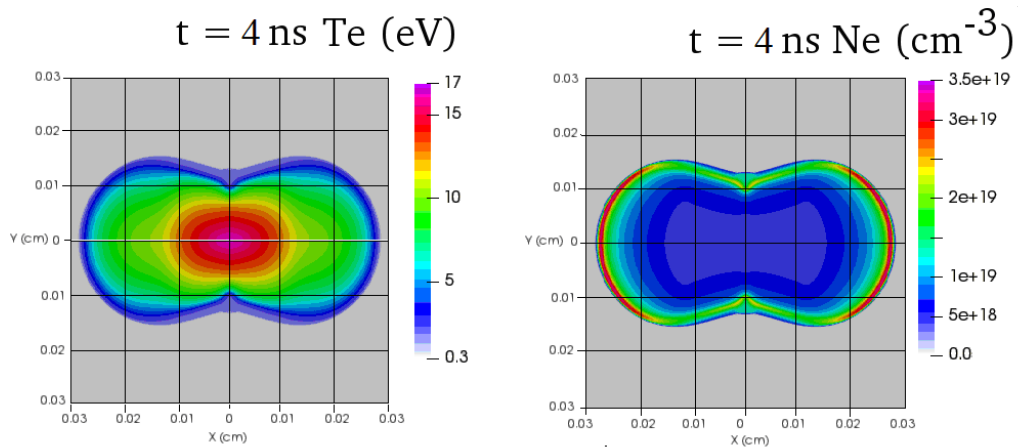 t = 4 ns Te (eV)
0.03
0.02
0.01
Y (cm) 0
0.01
0.02
0.03
0.03 0.02 0.01 0 0.01 0.02 0.03
X (cm)
17
15
10
5
0.3
t = 4 ns Ne (cm⁻³)
0.03
0.02
0.01
Y (cm) 0
0.01
0.02
0.03
0.03 0.02 0.01 0 0.01 0.02 0.03
X (cm)
3.5e+19
3e+19
2e+19
1e+19
5e+18
0.0